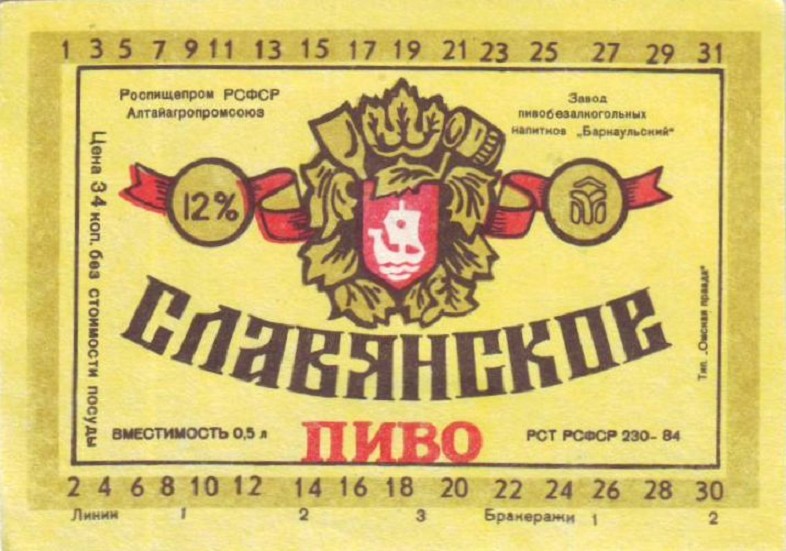 1 3 5 7 9 11 13 15 17 19 21 23 25 27 29 31
Роспищепром РСФСР
Алтайагропромсоюз
Завод
пивобезалкогольных
напитков „Барнаульский"
Цена 34 коп. без стоимости посуды
12%
СЛАВЯНСКОЕ
Тип. „Омская правда"
ВМЕСТИМОСТЬ 0,5 л
ПИВО
РСТ РСФСР 230-84
2 4 6 8 10 12 14 16 18 20 22 24 26 28 30
Линии 1 2 3 Бракеражи 1 2